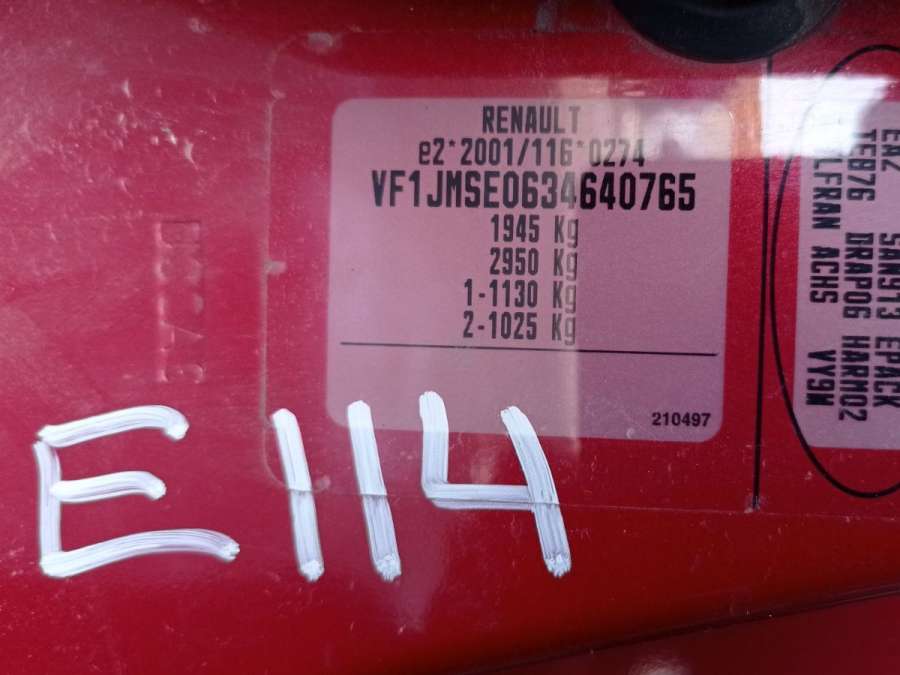 RENAULT
e2*2001/116*0274
VF1JMSE0634640765
1945 Kg
2950 Kg
1-1130 Kg
2-1025 Kg
210497
E114
EA2 SAN913 EPACK
TEB76 DRAP06 HARM02
LFRAN ACHS VY9M